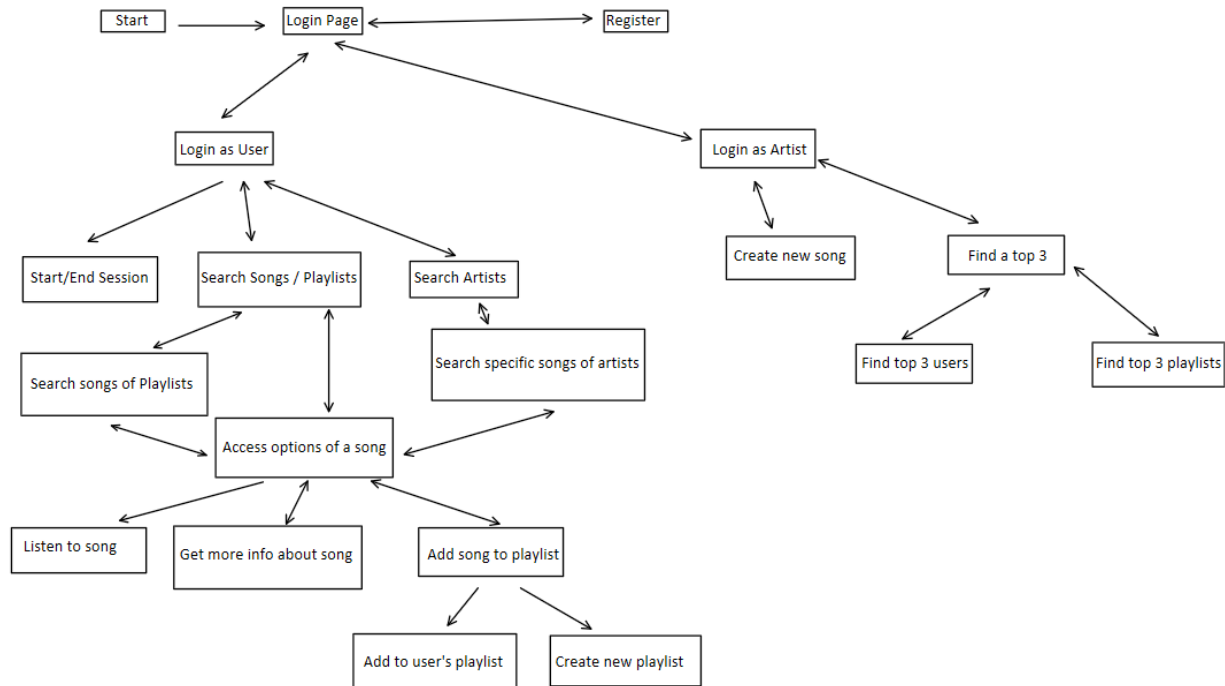 Start
Login Page
Register
Login as User
Login as Artist
Start/End Session
Search Songs / Playlists
Search Artists
Create new song
Find a top 3
Search songs of Playlists
Search specific songs of artists
Find top 3 users
Find top 3 playlists
Access options of a song
Listen to song
Get more info about song
Add song to playlist
Add to user's playlist
Create new playlist